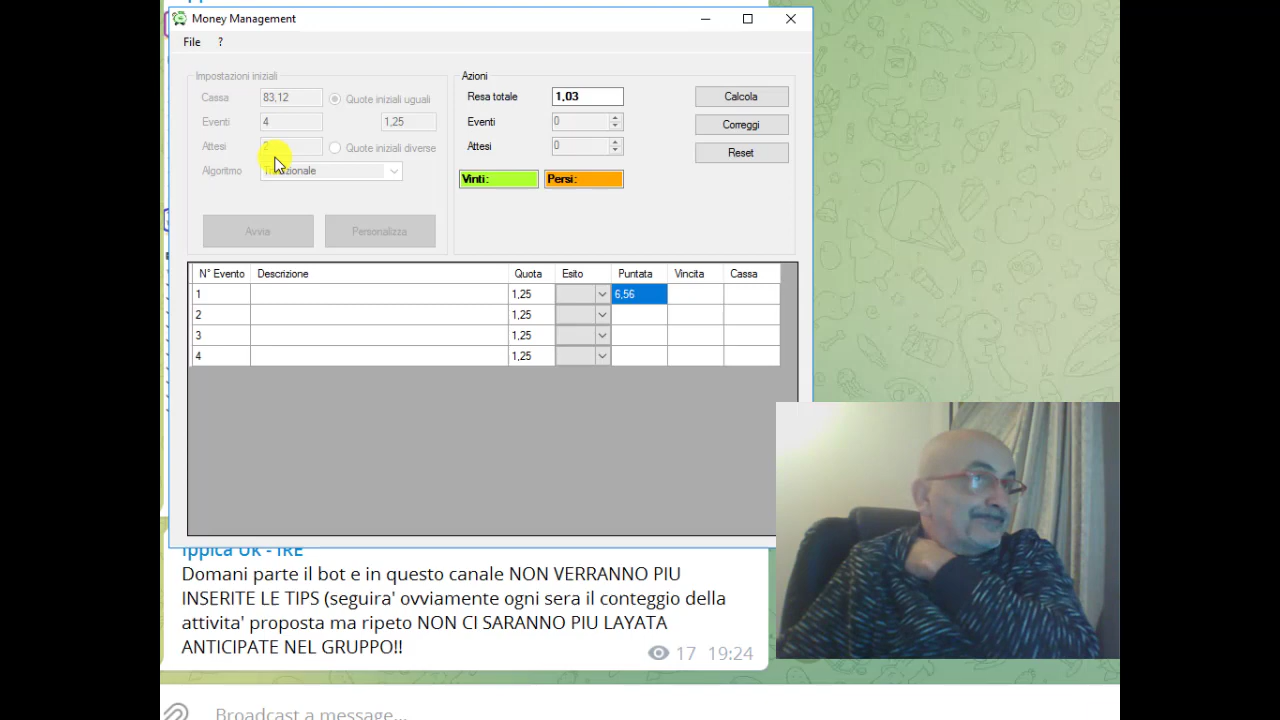 Money Management
File ?
Impostazioni iniziali
Cassa 83,12 Quote iniziali uguali
Eventi 4 1,25
Attesi 2 Quote iniziali diverse
Algoritmo
Avvia Personalizza
Azioni
Resa totale 1,03 Calcola
Eventi 0 Correggi
Attesi 0 Reset
Vinti: Persi:
N° Evento Descrizione Quota Esito Puntata Vincita Cassa
1 1,25 6,56
2 1,25
3 1,25
4 1,25
Ippica Uk - IRE
Domani parte il bot e in questo canale NON VERRANNO PIU
INSERITE LE TIPS (seguira' ovviamente ogni sera il conteggio della
attivita' proposta ma ripeto NON CI SARANNO PIU LAYATA
ANTICIPATE NEL GRUPPO!!
17 19:24
Broadcast a message...